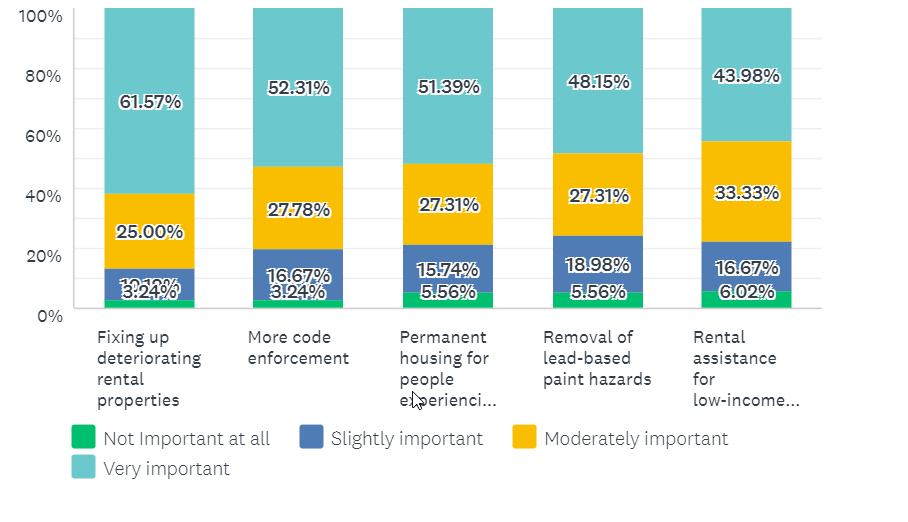 100%
80%
60%
40%
20%
0%
61.57%
52.31%
51.39%
48.15%
43.98%
25.00%
27.78%
27.31%
27.31%
33.33%
10.19%
16.67%
15.74%
18.98%
16.67%
3.24%
3.24%
5.56%
5.56%
6.02%
Fixing up
deteriorating
rental
properties
More code
enforcement
Permanent
housing for
people
experienci...
Removal of
lead-based
paint hazards
Rental
assistance
for
low-income...
Not Important at all
Slightly important
Moderately important
Very important